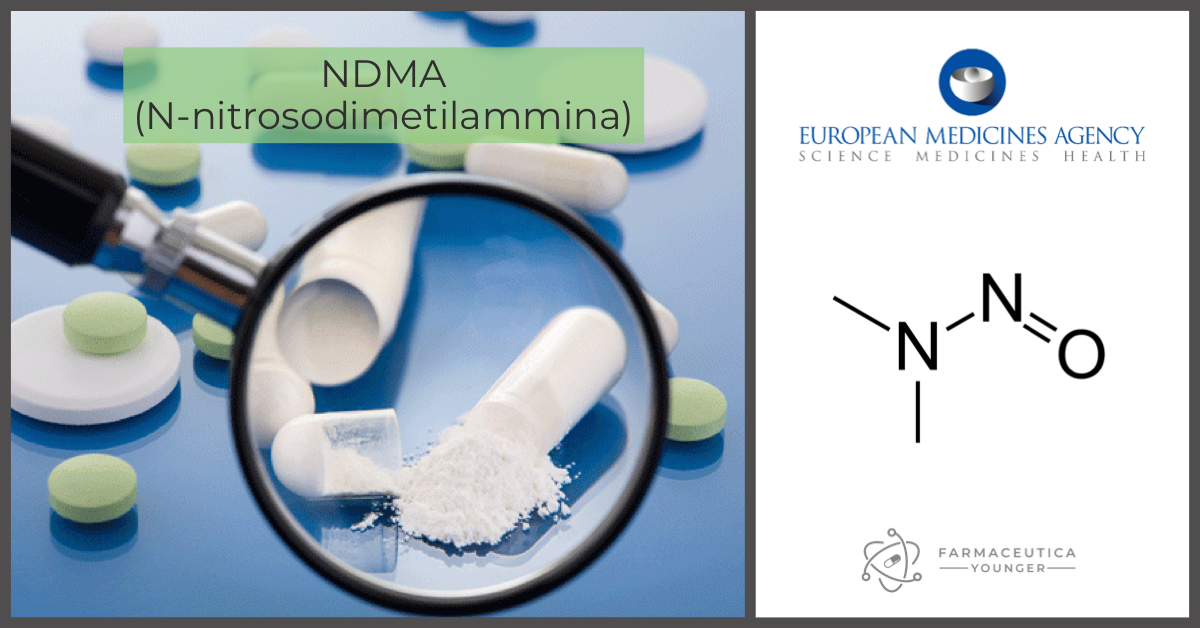 NDMA
(N-nitrosodimetilammina)
EUROPEAN MEDICINES AGENCY
SCIENCE MEDICINES HEALTH
N
N
O
FARMACEUTICA
YOUNGER